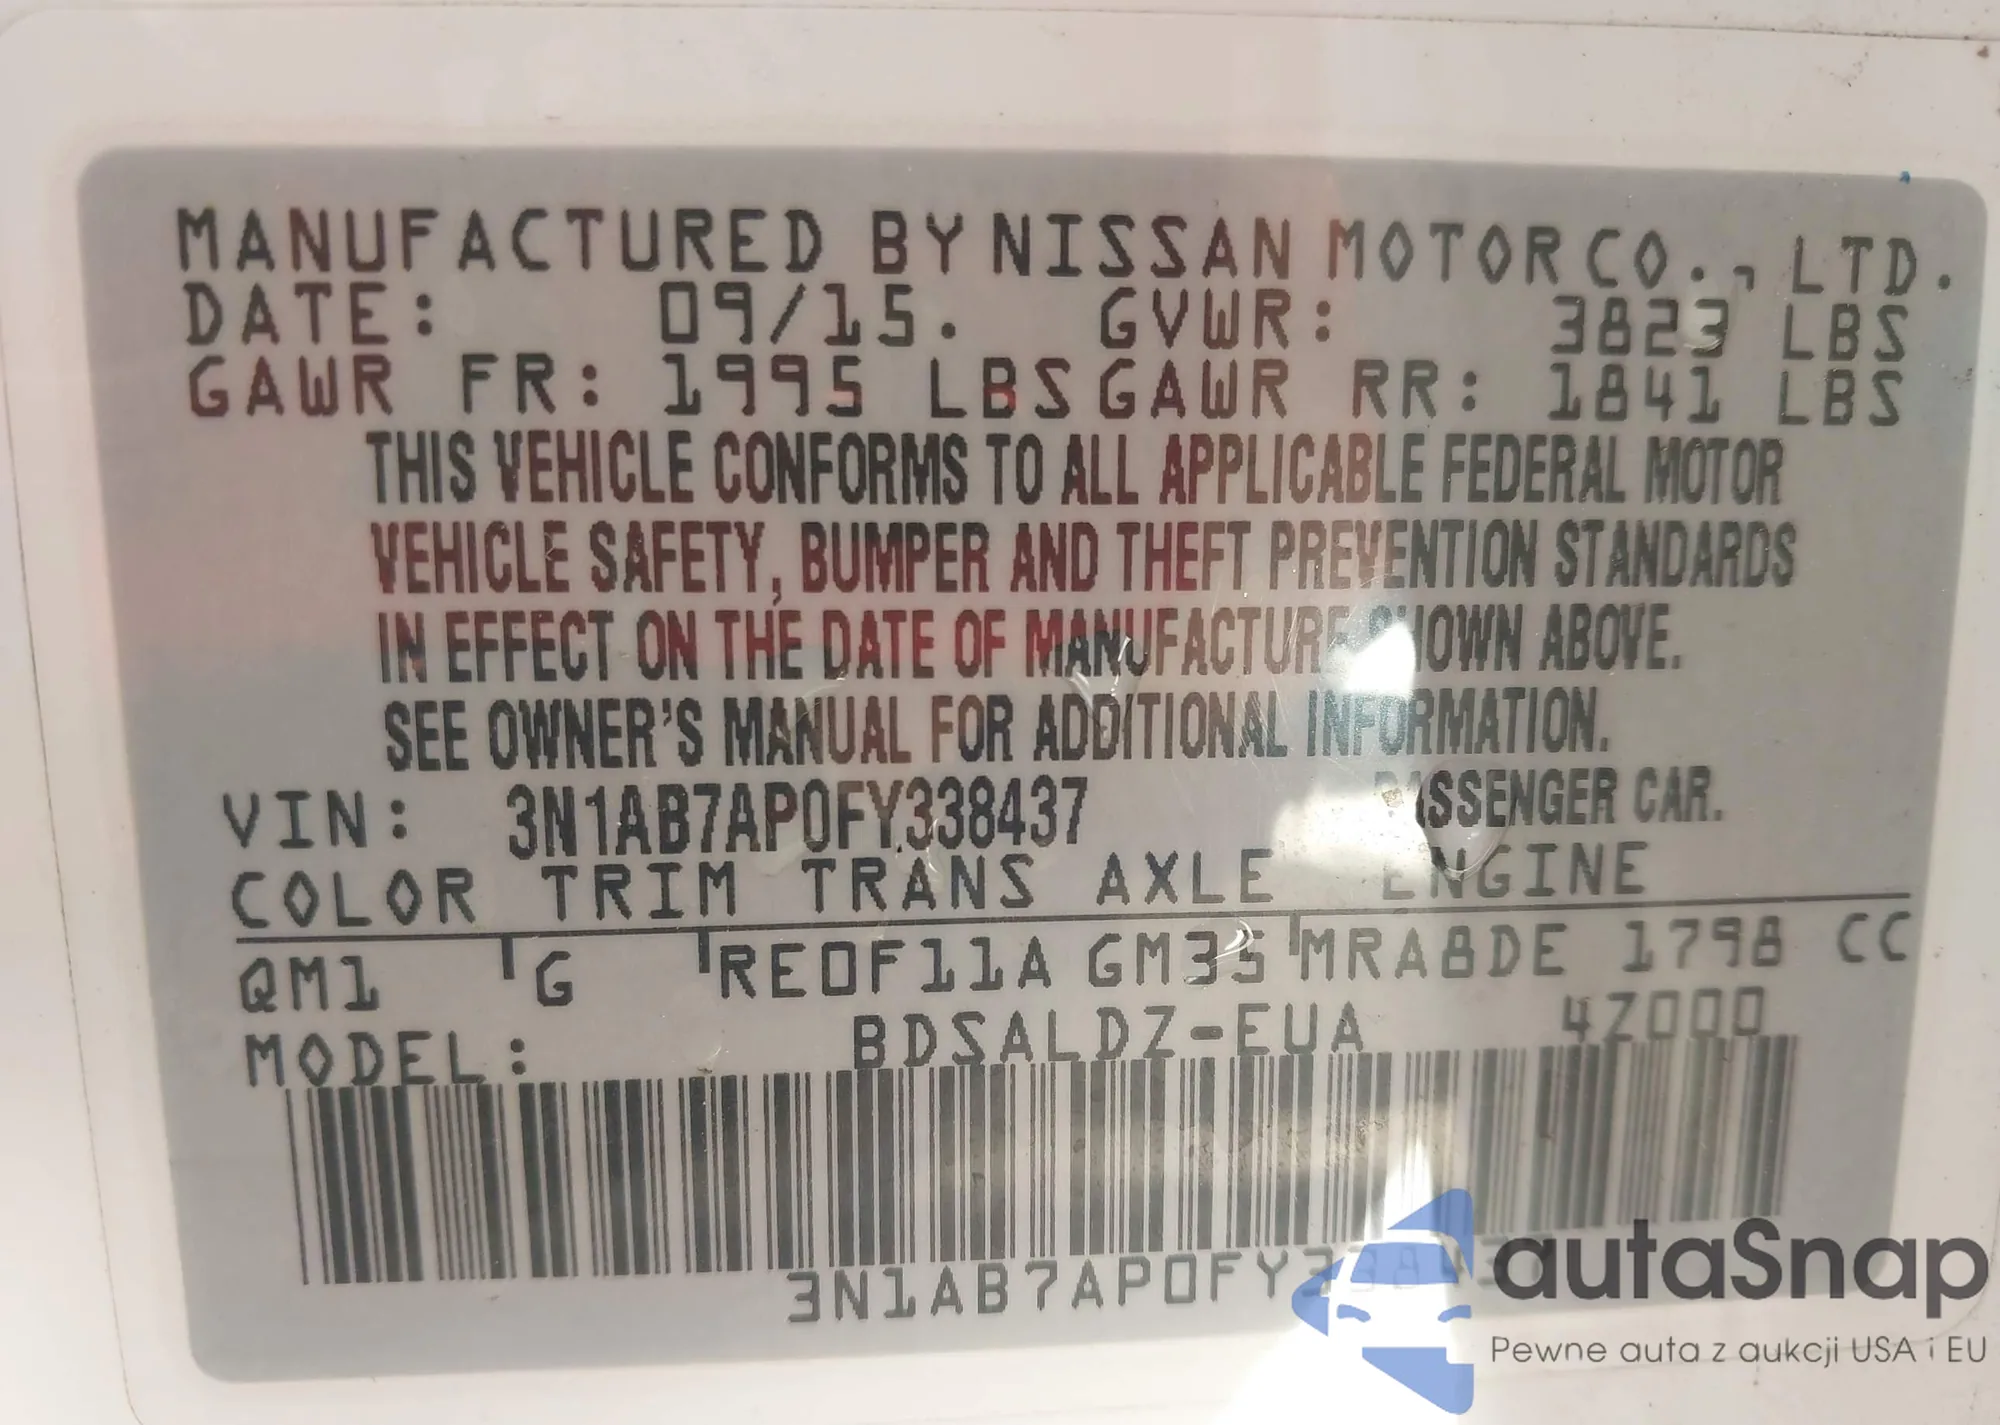 MANUFACTURED BY NISSAN MOTOR CO., LTD.
DATE: 09/15. GVWR: 3823 LBS
GAWR FR: 1995 LBS GAWR RR: 1841 LBS
THIS VEHICLE CONFORMS TO ALL APPLICABLE FEDERAL MOTOR
VEHICLE SAFETY, BUMPER AND THEFT PREVENTION STANDARDS
IN EFFECT ON THE DATE OF MANUFACTURE SHOWN ABOVE.
SEE OWNER'S MANUAL FOR ADDITIONAL INFORMATION.
VIN: 3N1AB7AP0FY338437 PASSENGER CAR.
COLOR TRIM TRANS AXLE ENGINE
QM1 G RE0F11A GM35 MRA8DE 1798 CC
MODEL: BDSALDZ-EUA 4Z000
3N1AB7AP0FY338437
autaSnap
Pewne auta z aukcji USA i EU